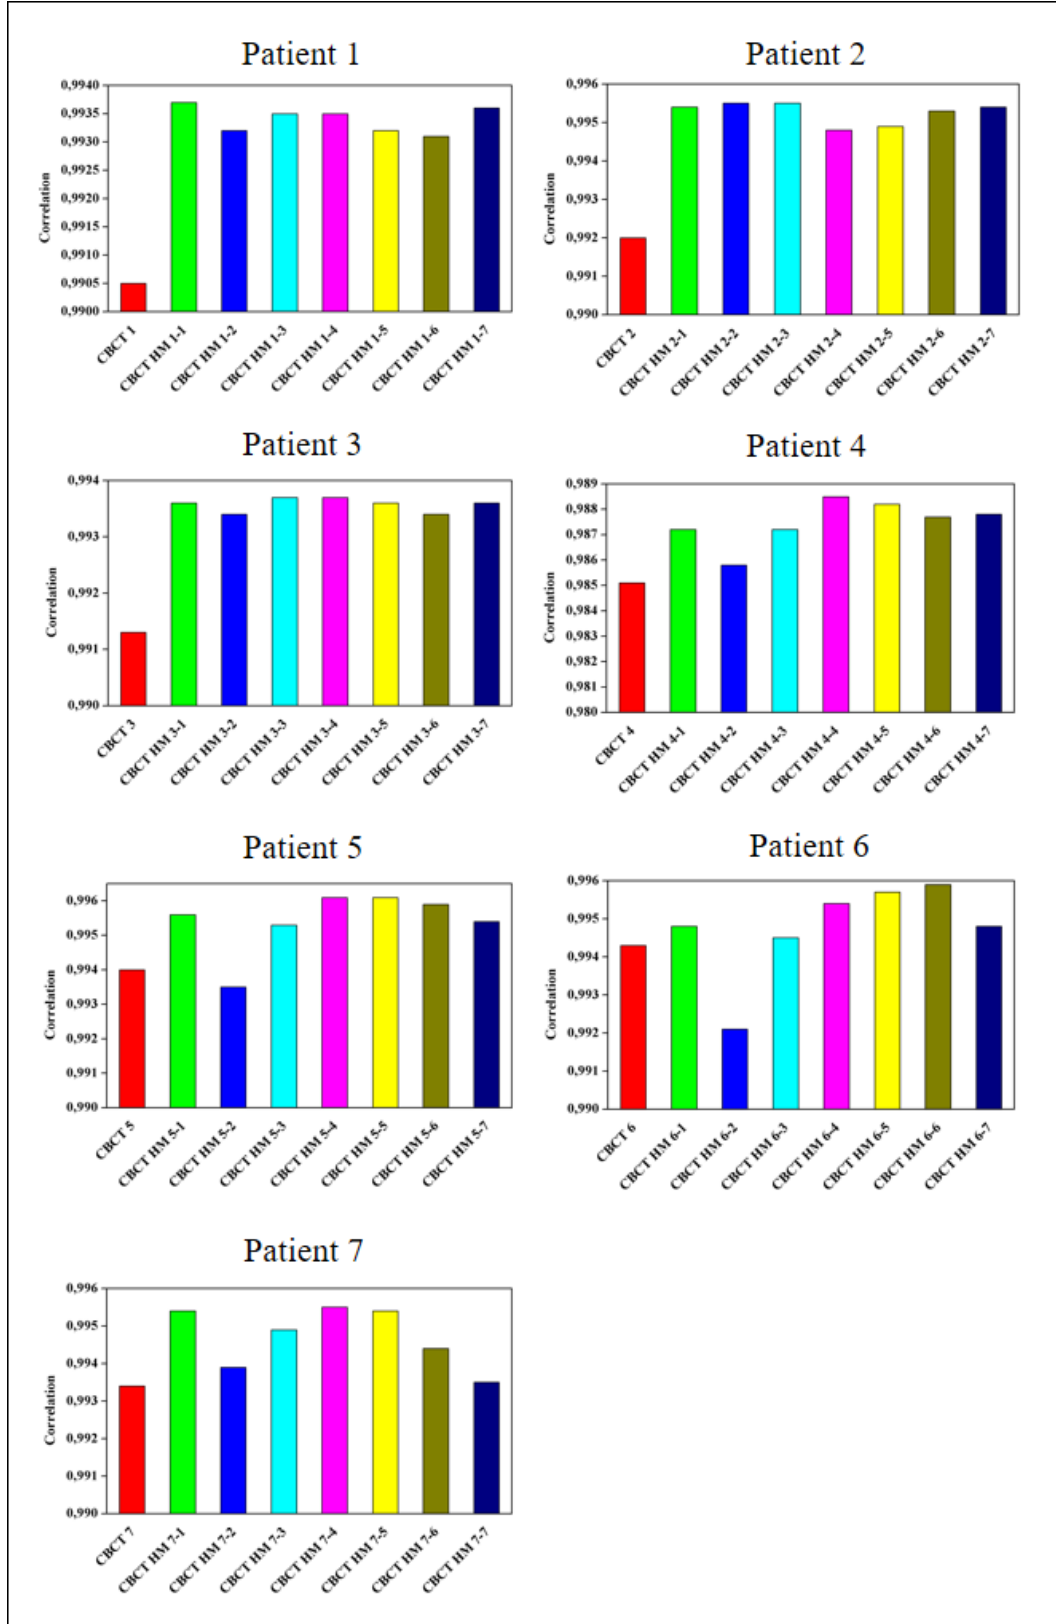 Patient 1
0,9940
0,9935
0,9930
0,9925
0,9920
0,9915
0,9910
0,9905
0,9900
Correlation
CBCT 1
CBCT HM 1-1
CBCT HM 1-2
CBCT HM 1-3
CBCT HM 1-4
CBCT HM 1-5
CBCT HM 1-6
CBCT HM 1-7
Patient 2
0,996
0,995
0,994
0,993
0,992
0,991
0,990
Correlation
CBCT 2
CBCT HM 2-1
CBCT HM 2-2
CBCT HM 2-3
CBCT HM 2-4
CBCT HM 2-5
CBCT HM 2-6
CBCT HM 2-7
Patient 3
0,994
0,993
0,992
0,991
0,990
Correlation
CBCT 3
CBCT HM 3-1
CBCT HM 3-2
CBCT HM 3-3
CBCT HM 3-4
CBCT HM 3-5
CBCT HM 3-6
CBCT HM 3-7
Patient 4
0,989
0,988
0,987
0,986
0,985
0,984
0,983
0,982
0,981
0,980
Correlation
CBCT 4
CBCT HM 4-1
CBCT HM 4-2
CBCT HM 4-3
CBCT HM 4-4
CBCT HM 4-5
CBCT HM 4-6
CBCT HM 4-7
Patient 5
0,996
0,995
0,994
0,993
0,992
0,991
0,990
Correlation
CBCT 5
CBCT HM 5-1
CBCT HM 5-2
CBCT HM 5-3
CBCT HM 5-4
CBCT HM 5-5
CBCT HM 5-6
CBCT HM 5-7
Patient 6
0,996
0,995
0,994
0,993
0,992
0,991
0,990
Correlation
CBCT 6
CBCT HM 6-1
CBCT HM 6-2
CBCT HM 6-3
CBCT HM 6-4
CBCT HM 6-5
CBCT HM 6-6
CBCT HM 6-7
Patient 7
0,996
0,995
0,994
0,993
0,992
0,991
0,990
Correlation
CBCT 7
CBCT HM 7-1
CBCT HM 7-2
CBCT HM 7-3
CBCT HM 7-4
CBCT HM 7-5
CBCT HM 7-6
CBCT HM 7-7